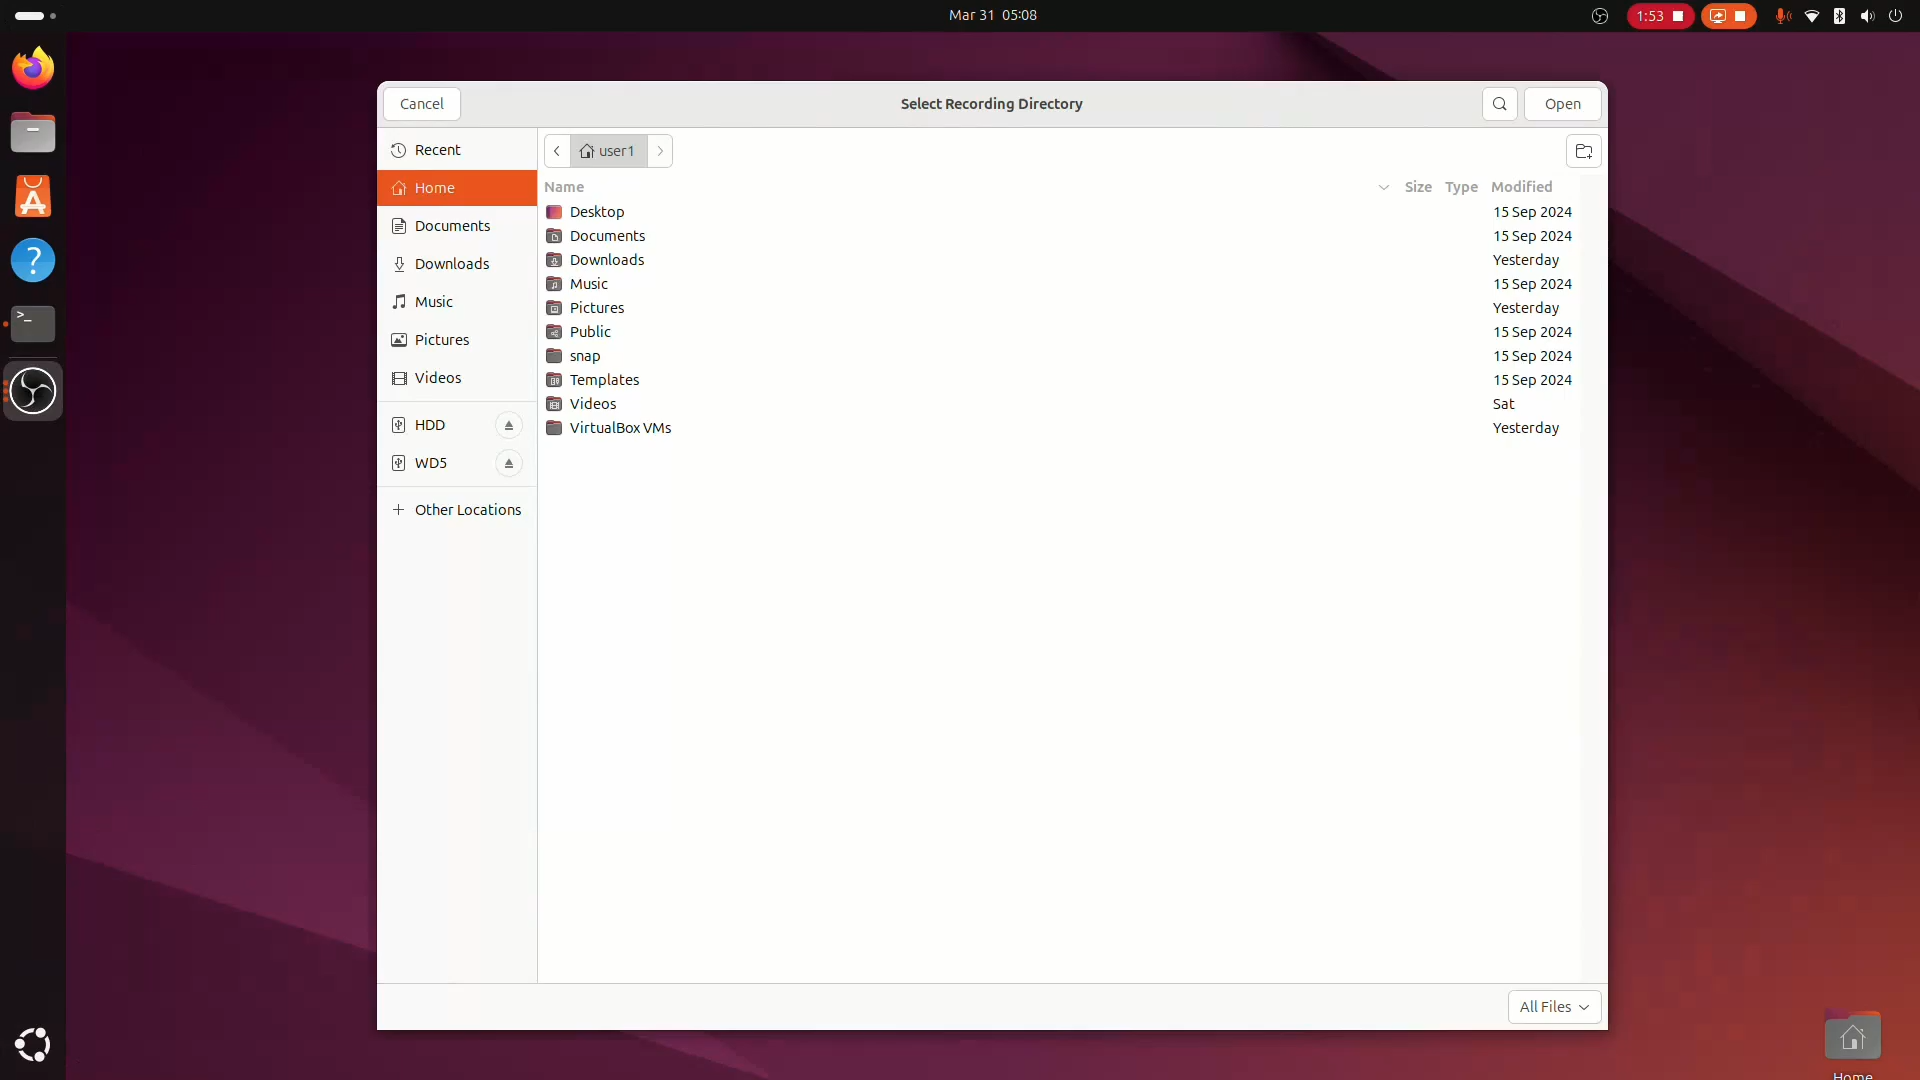 Mar 31 05:08
1:53
Cancel
Select Recording Directory
Open
Recent
Home
Documents
Downloads
Music
Pictures
Videos
HDD
WD5
Other Locations
user1
Name Size Type Modified
Desktop 15 Sep 2024
Documents 15 Sep 2024
Downloads Yesterday
Music 15 Sep 2024
Pictures Yesterday
Public 15 Sep 2024
snap 15 Sep 2024
Templates 15 Sep 2024
Videos Sat
VirtualBox VMs Yesterday
All Files
Home